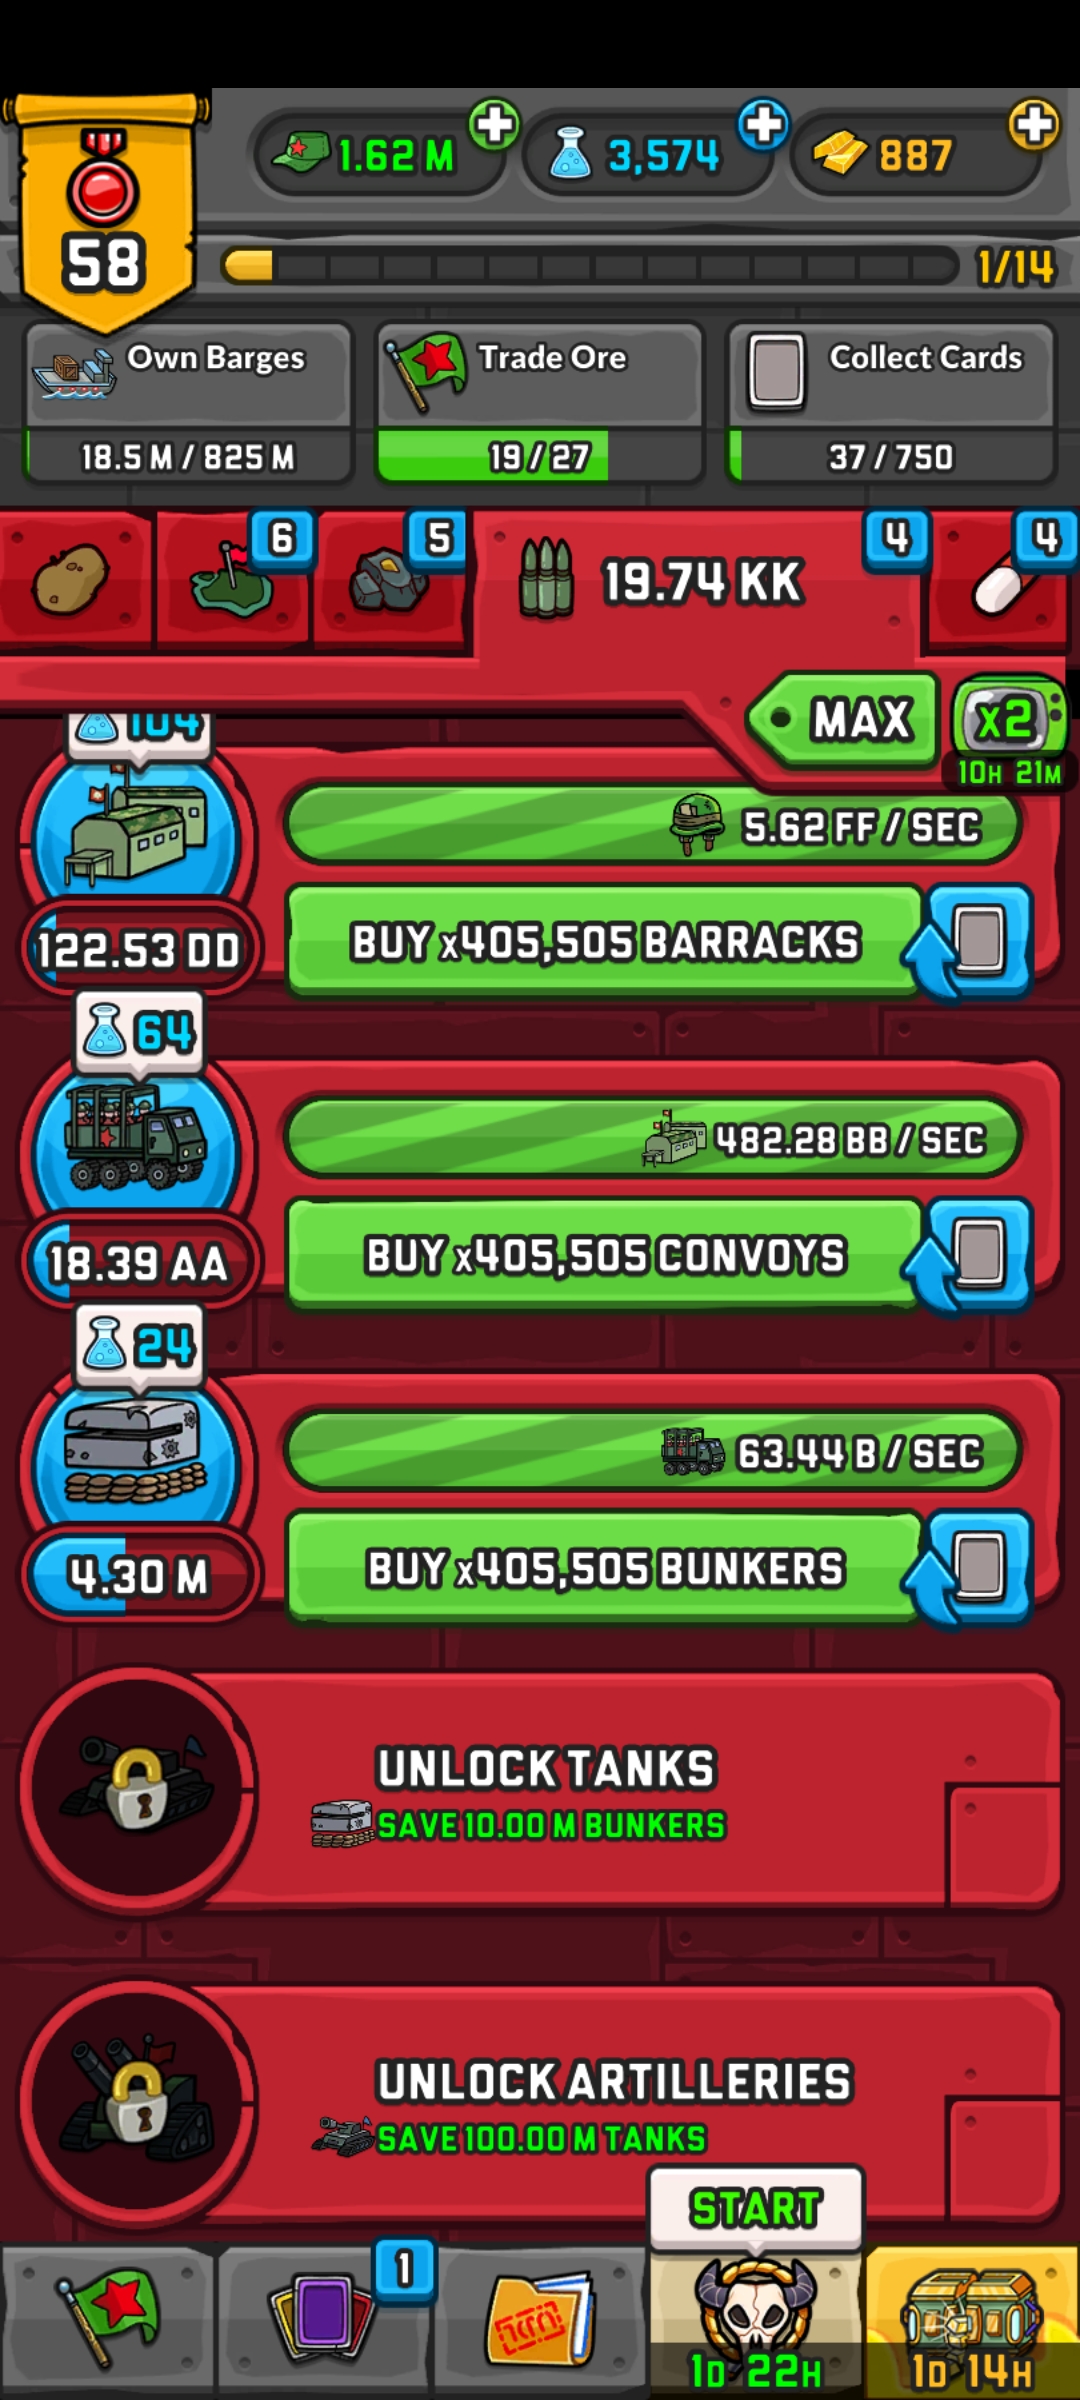 1.62 M
3,574
887
58
1/14
Own Barges
Trade Ore
Collect Cards
18.5 M / 825 M
19 / 27
37 / 750
6
5
19.74 KK
4
4
MAX
x2
10H 21M
104
5.62 FF / SEC
122.53 DD
BUY x405,505 BARRACKS
64
482.28 BB / SEC
18.39 AA
BUY x405,505 CONVOYS
24
63.44 B / SEC
4.30 M
BUY x405,505 BUNKERS
UNLOCK TANKS
SAVE 10.00 M BUNKERS
UNLOCK ARTILLERIES
SAVE 100.00 M TANKS
START
1
1D 22H
1D 14H